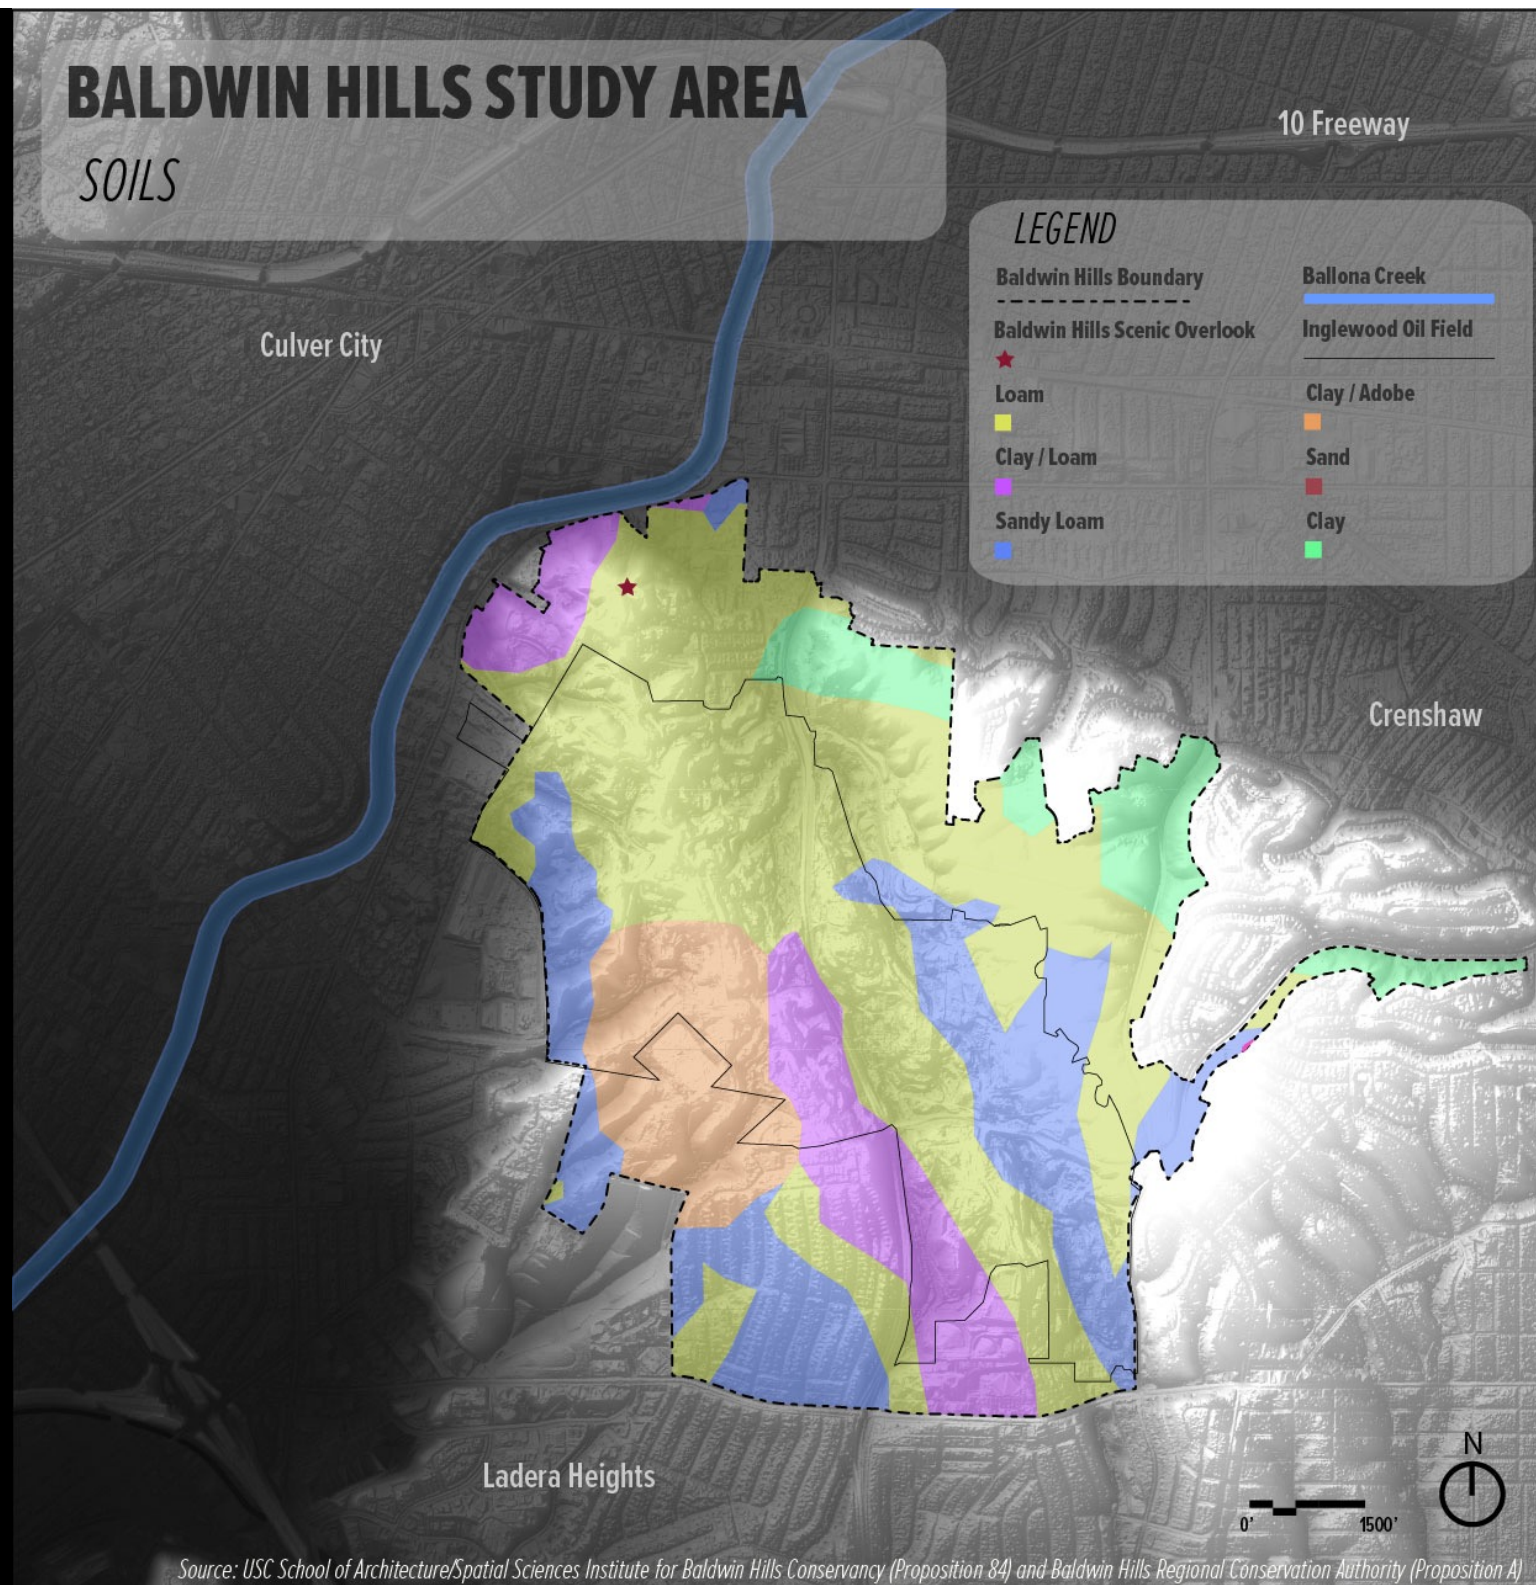 BALDWIN HILLS STUDY AREA
SOILS
10 Freeway
LEGEND
Baldwin Hills Boundary
Ballona Creek
Baldwin Hills Scenic Overlook
Inglewood Oil Field
Loam
Clay / Adobe
Clay / Loam
Sand
Sandy Loam
Clay
Culver City
Crenshaw
Ladera Heights
N
0' 1500'
Source: USC School of Architecture/Spatial Sciences Institute for Baldwin Hills Conservancy (Proposition 84) and Baldwin Hills Regional Conservation Authority (Proposition A)